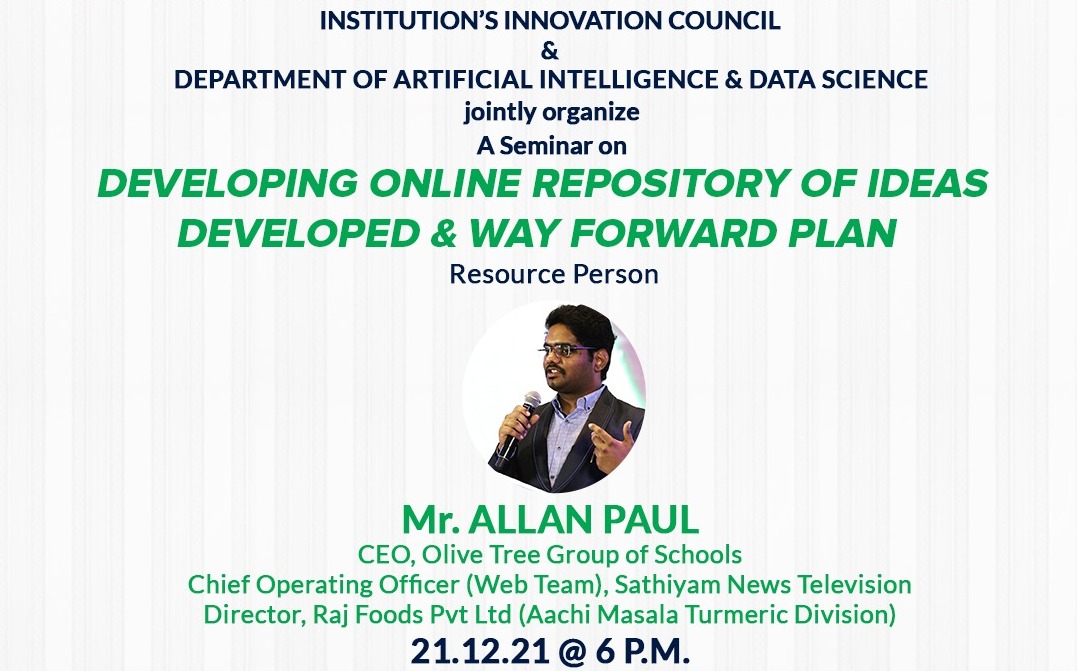 INSTITUTION'S INNOVATION COUNCIL
&
DEPARTMENT OF ARTIFICIAL INTELLIGENCE & DATA SCIENCE
jointly organize
A Seminar on
DEVELOPING ONLINE REPOSITORY OF IDEAS
DEVELOPED & WAY FORWARD PLAN
Resource Person
Mr. ALLAN PAUL
CEO, Olive Tree Group of Schools
Chief Operating Officer (Web Team), Sathiyam News Television
Director, Raj Foods Pvt Ltd (Aachi Masala Turmeric Division)
21.12.21 @ 6 P.M.